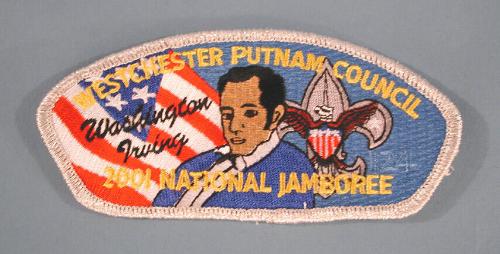 WESTCHESTER PUTNAM COUNCIL
Washington
Irving
2001 NATIONAL JAMBOREE